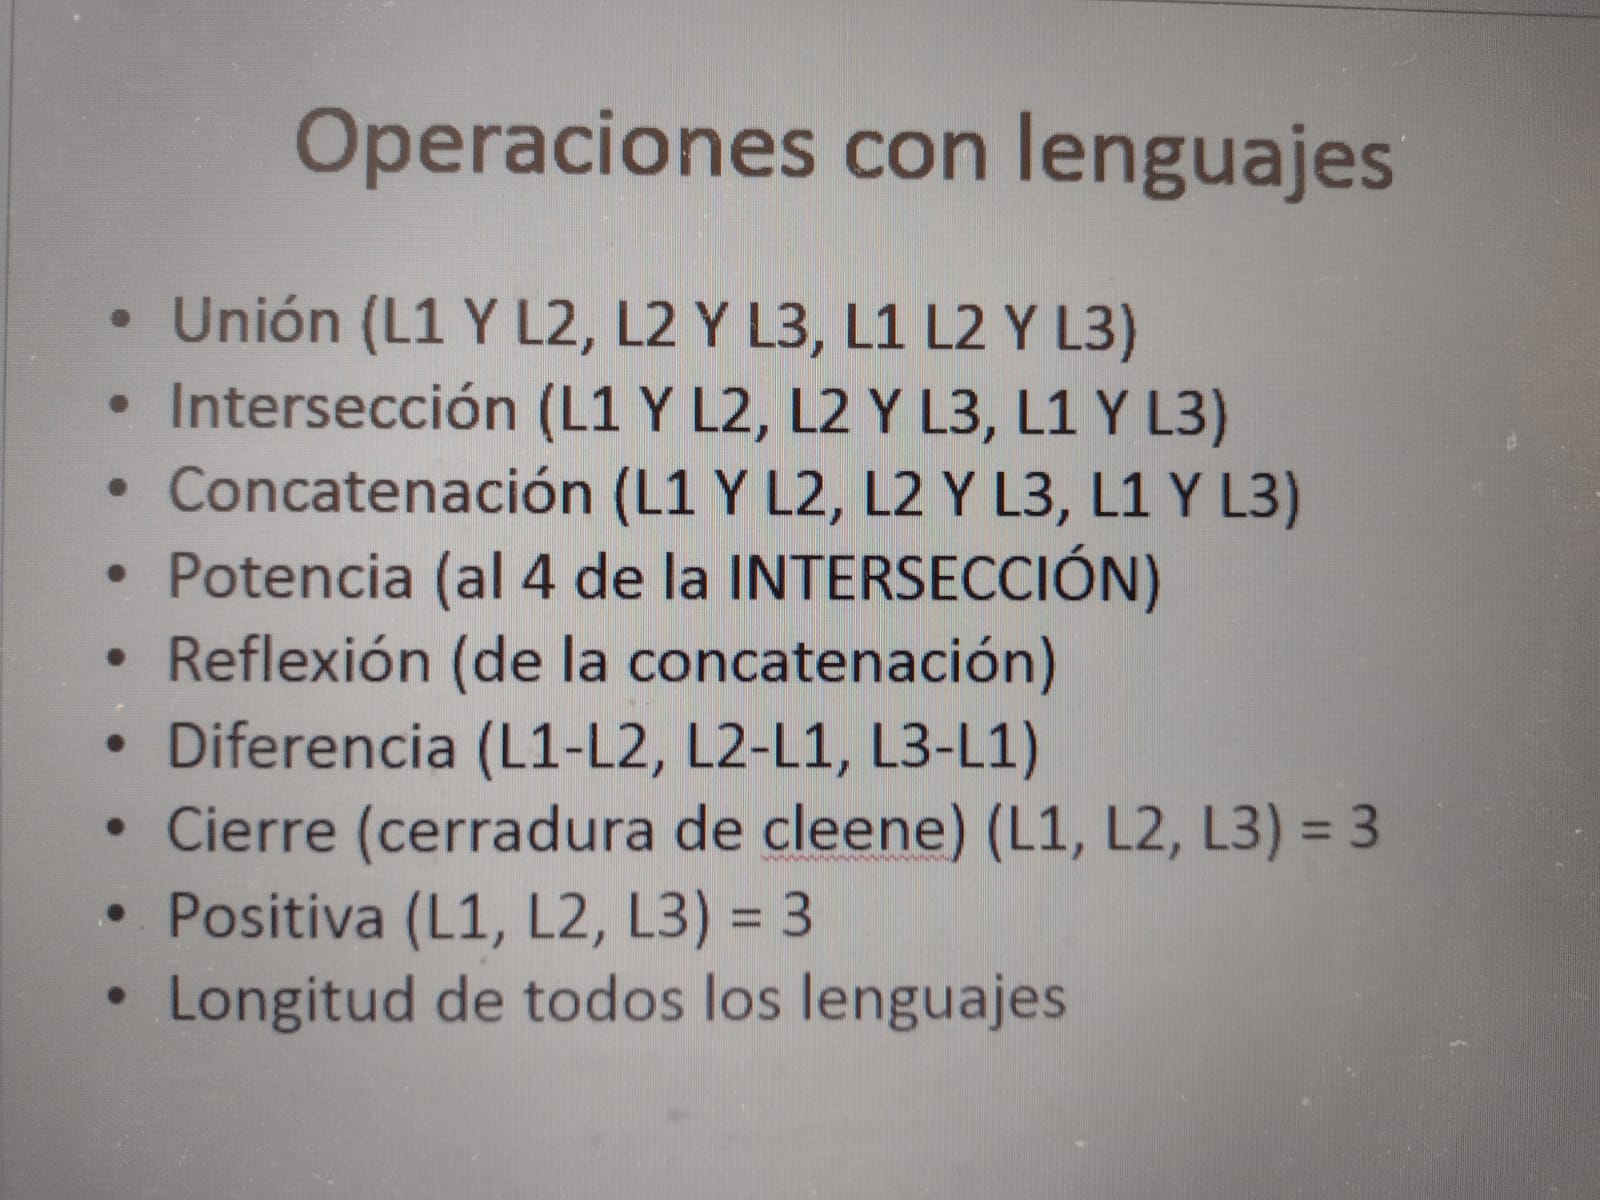 Operaciones con lenguajes
• Unión (L1 Y L2, L2 Y L3, L1 L2 Y L3)
• Intersección (L1 Y L2, L2 Y L3, L1 Y L3)
• Concatenación (L1 Y L2, L2 Y L3, L1 Y L3)
• Potencia (al 4 de la INTERSECCIÓN)
• Reflexión (de la concatenación)
• Diferencia (L1-L2, L2-L1, L3-L1)
• Cierre (cerradura de cleene) (L1, L2, L3) = 3
• Positiva (L1, L2, L3) = 3
• Longitud de todos los lenguajes